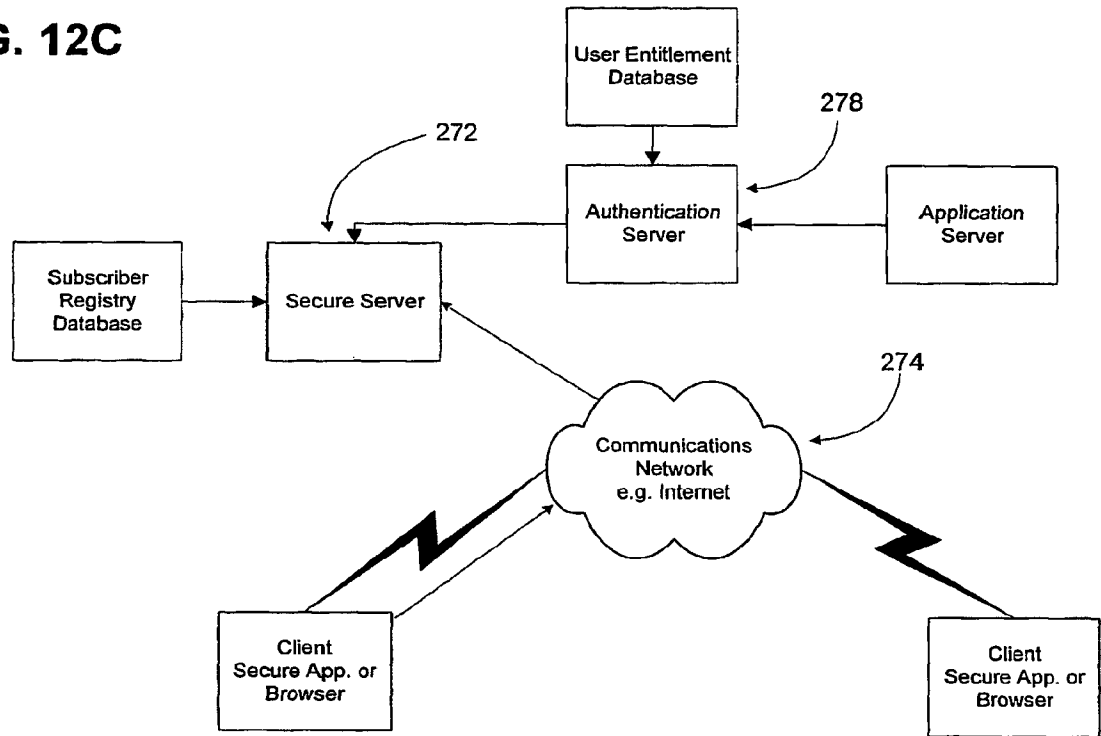 G. 12C
User Entitlement
Database
278
272
Authentication
Server
Application
Server
Subscriber
Registry
Database
Secure Server
274
Communications
Network
e.g. Internet
Client
Secure App. or
Browser
Client
Secure App. or
Browser